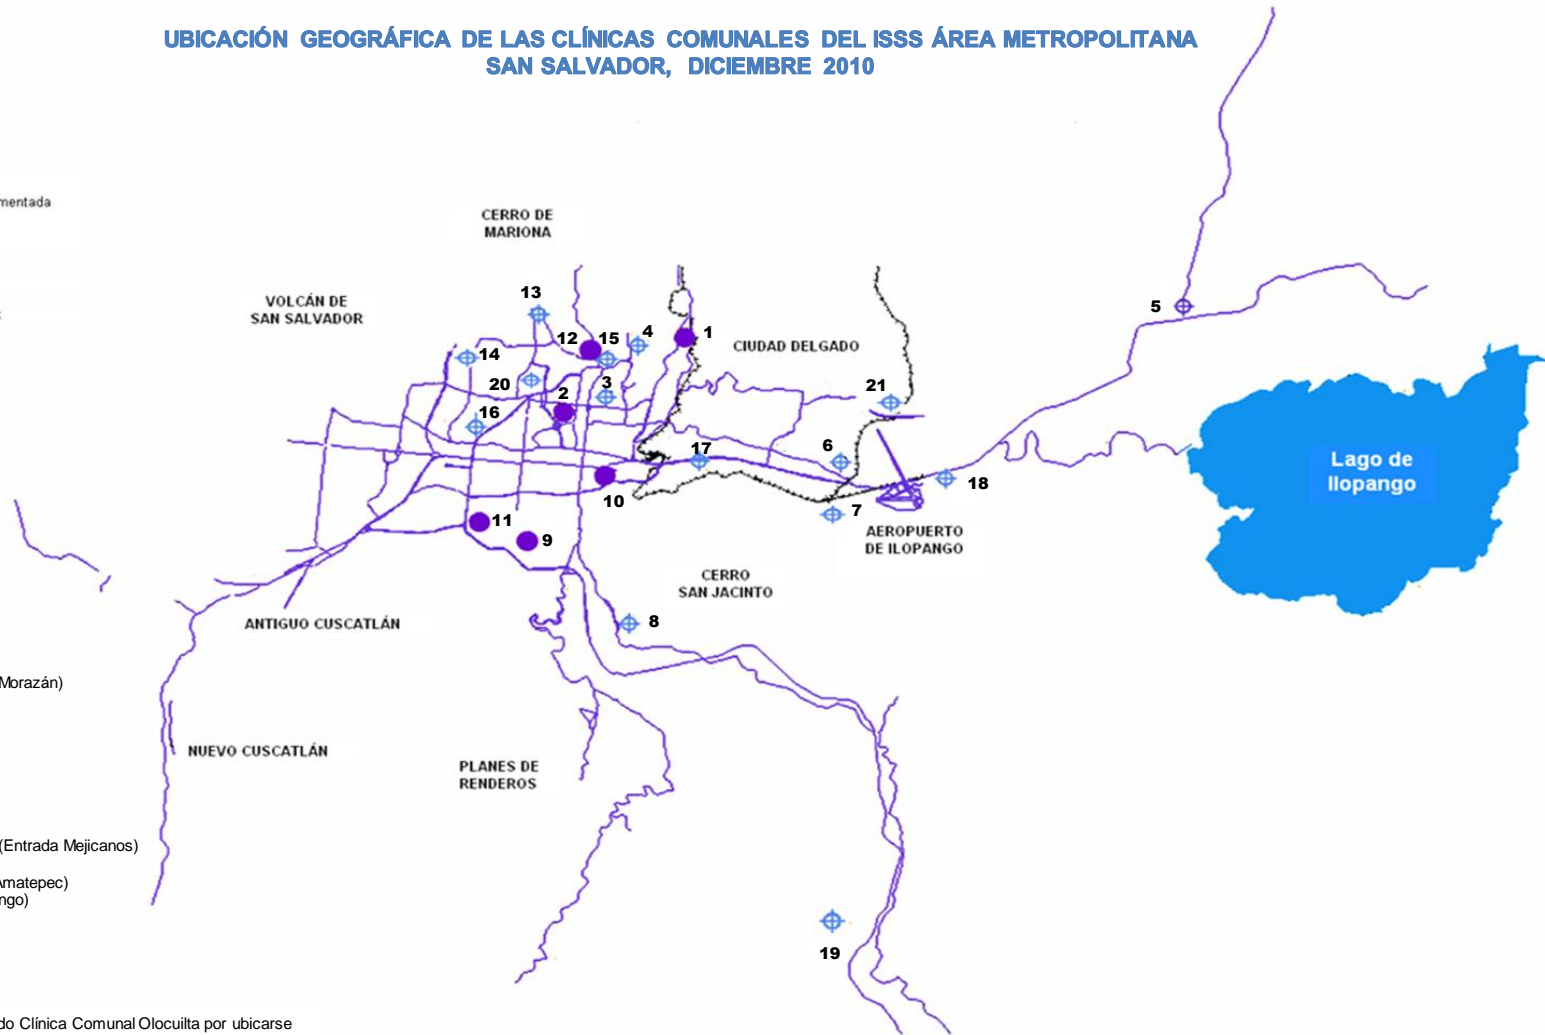 UBICACIÓN GEOGRÁFICA DE LAS CLÍNICAS COMUNALES DEL ISSS ÁREA METROPOLITANA
SAN SALVADOR, DICIEMBRE 2010
mentada
CERRO DE
MARIONA
VOLCÁN DE
SAN SALVADOR
13
5
12
15
4
1
CIUDAD DELGADO
14
20
2
3
21
16
17
6
18
Lago de
Ilopango
10
11
9
7
AEROPUERTO
DE ILOPANGO
CERRO
SAN JACINTO
8
ANTIGUO CUSCATLÁN
Morazán)
NUEVO CUSCATLÁN
PLANES DE
RENDEROS
(Entrada Mejicanos)
Amatepec)
ngo)
19
do Clínica Comunal Olocuilta por ubicarse